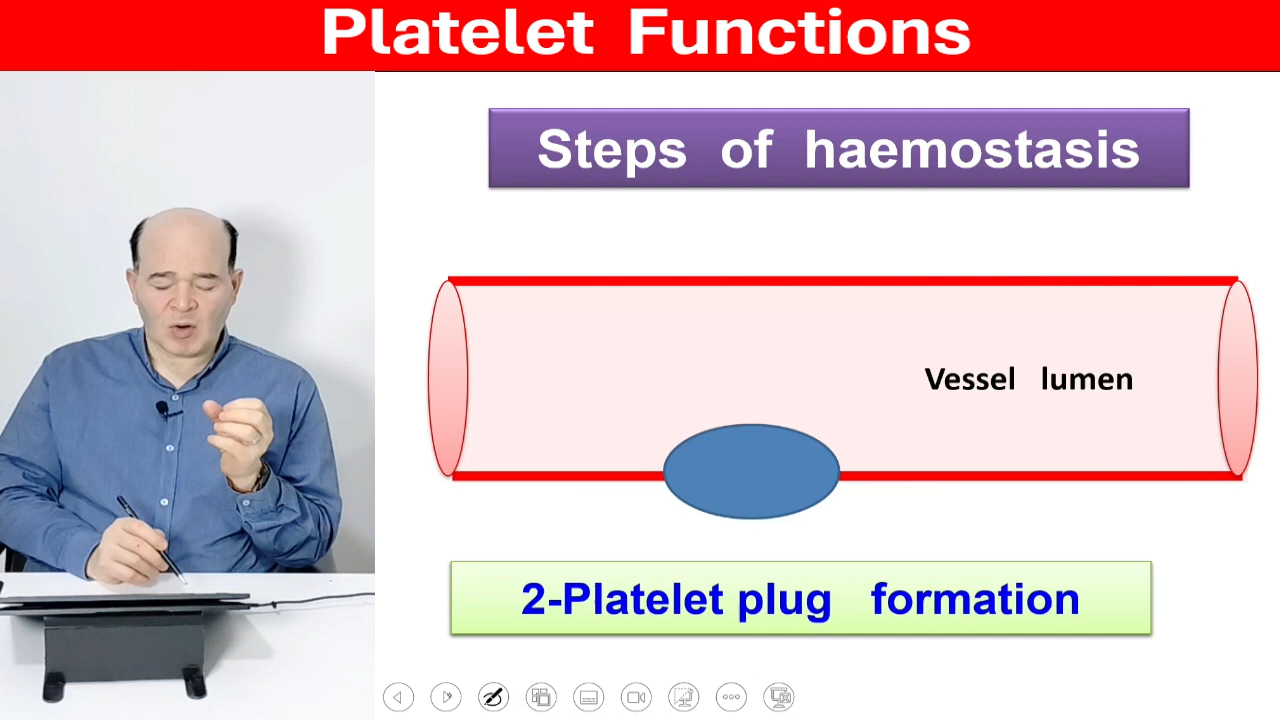 Platelet Functions
Steps of haemostasis
Vessel lumen
2-Platelet plug formation